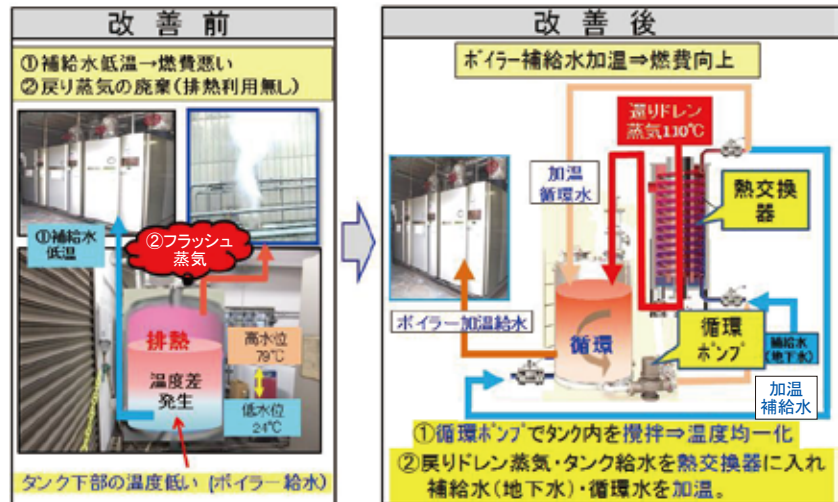 改善前
①補給水低温→燃費悪い
②戻り蒸気の廃棄(排熱利用無し)
①補給水
低温
②フラッシュ
蒸気
排熱
温度差
発生
高水位
79℃
低水位
24℃
タンク下部の温度低い (ボイラー給水)
改善後
ボイラー補給水加温⇒燃費向上
還りドレン
蒸気110℃
加温
循環水
熱交換
器
ボイラー加温給水
循環
循環
ポンプ
補給水
(地下水)
加温
補給水
①循環ポンプでタンク内を攪拌⇒温度均一化
②戻りドレン蒸気・タンク給水を熱交換器に入れ
補給水(地下水)・循環水を加温。